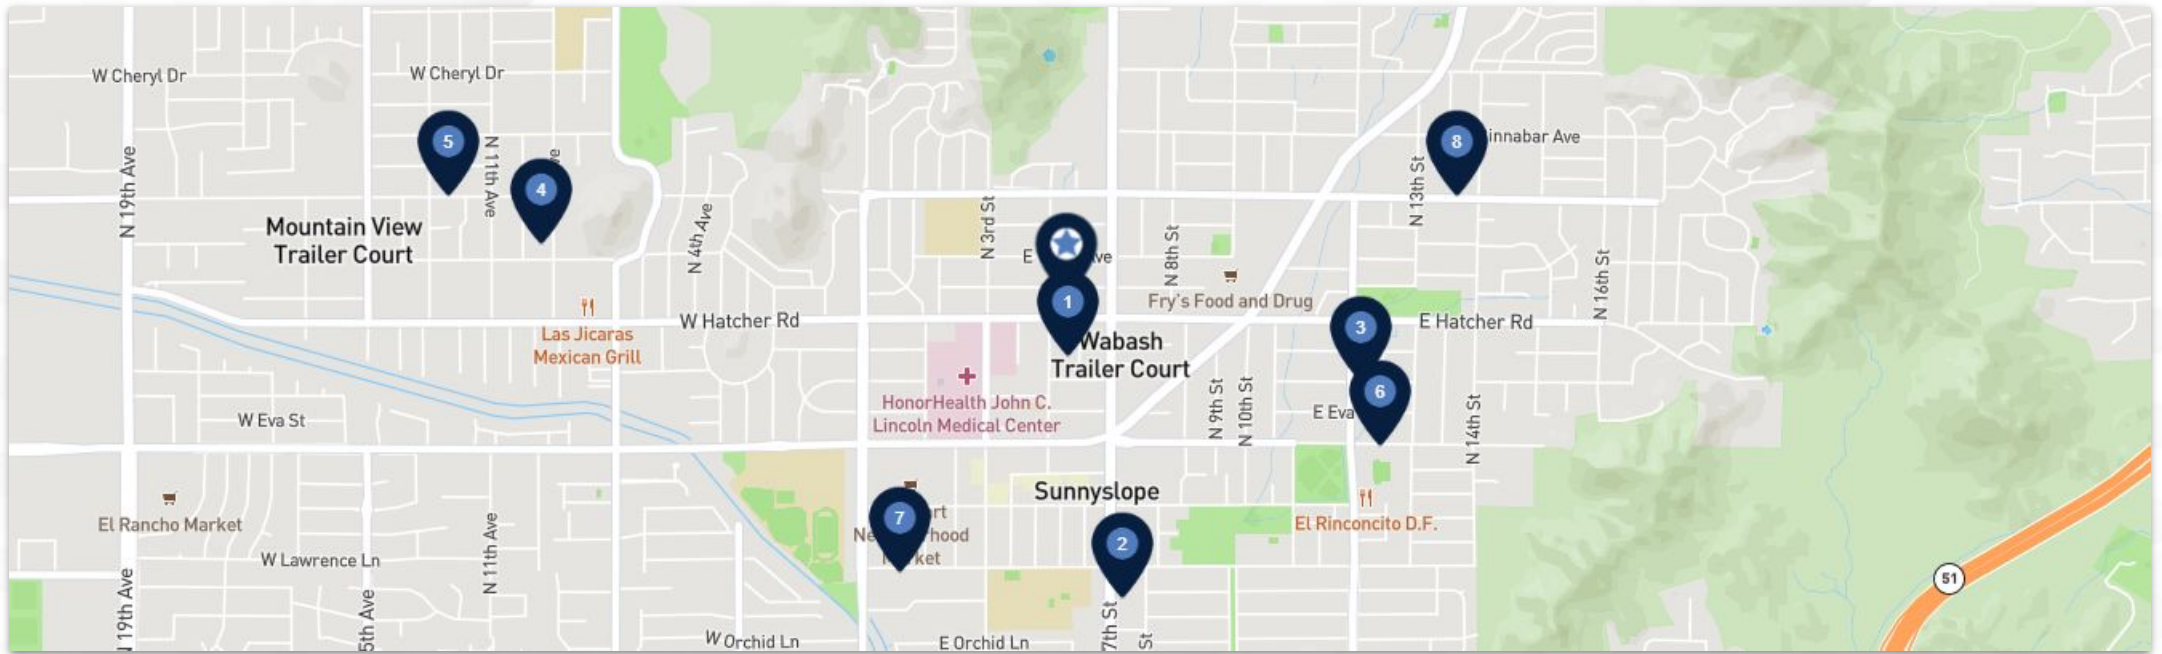 W Cheryl Dr
W Cheryl Dr
5
N 11th Ave
4
8
innabar Ave
N 19th Ave
N 13th St
Mountain View
Trailer Court
N 4th Ave
N 3rd St
E
ve
N 8th St
N 16th St
1
Fry's Food and Drug
Las Jicaras
Mexican Grill
W Hatcher Rd
3
E Hatcher Rd
Wabash
Trailer Court
HonorHealth John C.
Lincoln Medical Center
6
W Eva St
N 9th St
N 10th St
E Eva
N 14th St
Sunnyslope
El Rancho Market
7
2
El Rinconcito D.F.
W Lawrence Ln
N 11th Ave
51
N 19th Ave
5th Ave
W Orchid Ln
E Orchid Ln
7th St
St